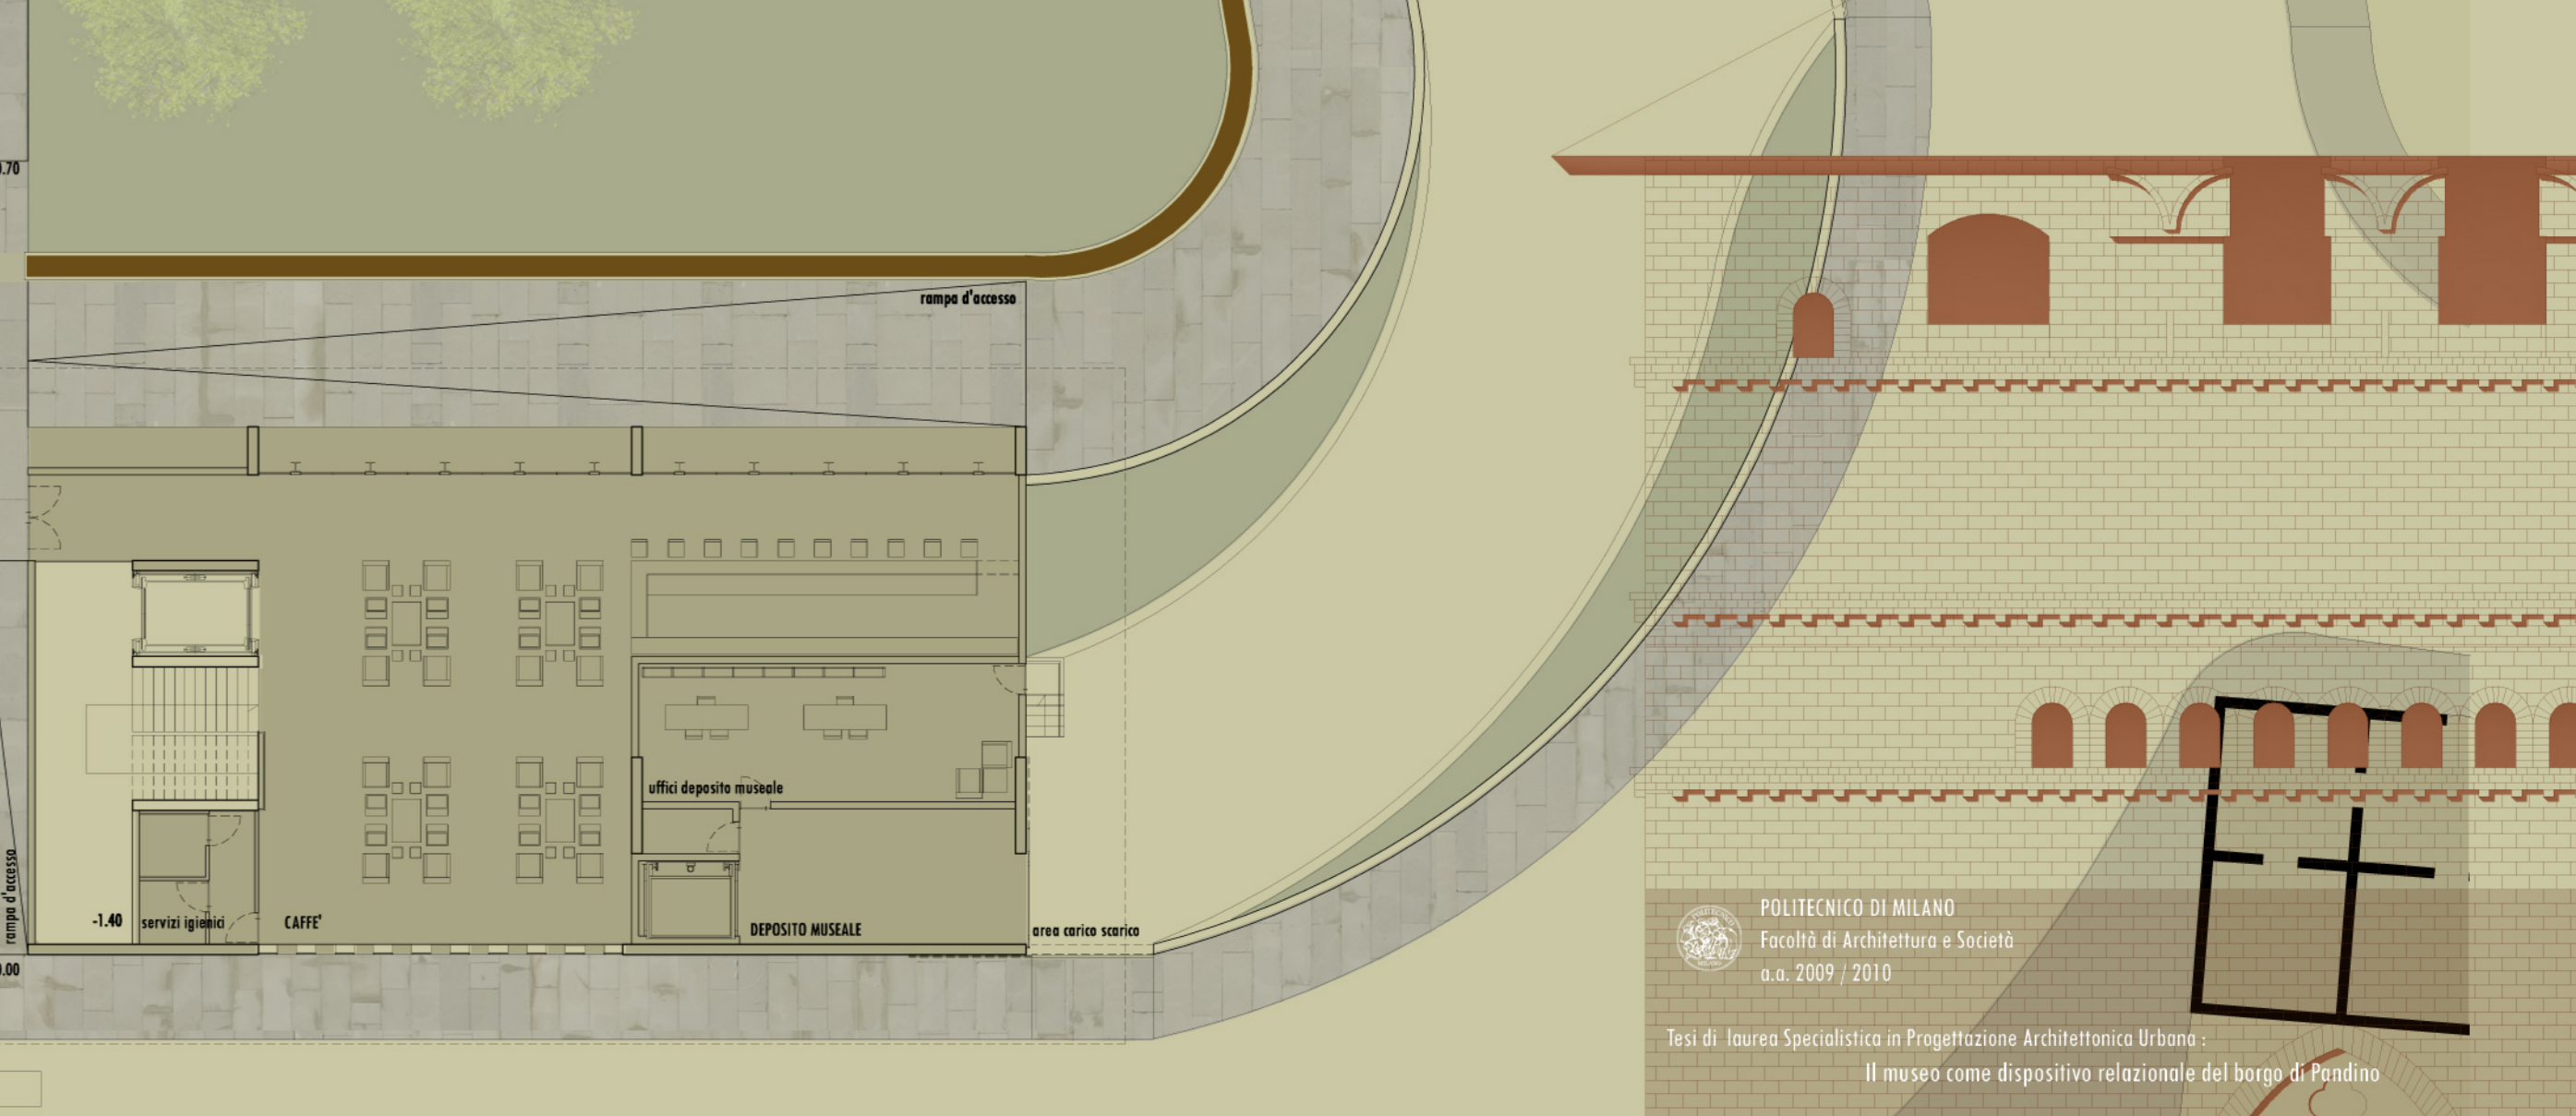 .70
rampa d'accesso
uffici deposito museale
rampa d'accesso
-1.40
servizi igienici
CAFFE'
DEPOSITO MUSEALE
area carico scarico
.00
POLITECNICO DI MILANO
Facoltà di Architettura e Società
a.a. 2009 / 2010
Tesi di laurea Specialistica in Progettazione Architettonica Urbana :
Il museo come dispositivo relazionale del borgo di Pandino